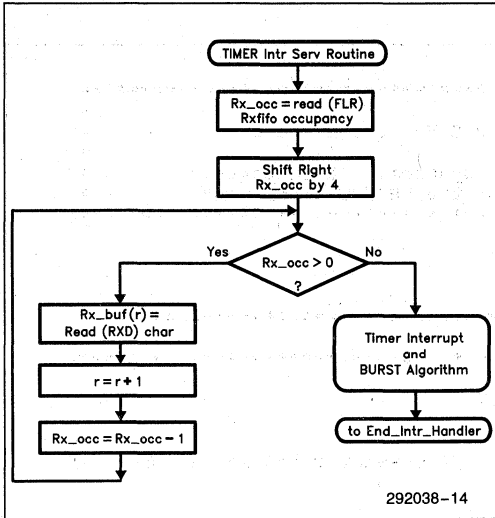 TIMER Intr Serv Routine
Rx_occ = read (FLR)
Rxfifo occupancy
Shift Right
Rx_occ by 4
Yes
Rx_occ > 0
?
No
Rx_buf (r) =
Read (RXD) char
r = r + 1
Rx_occ = Rx_occ - 1
Timer Interrupt
and
BURST Algorithm
to End_Intr_Handler
292038-14